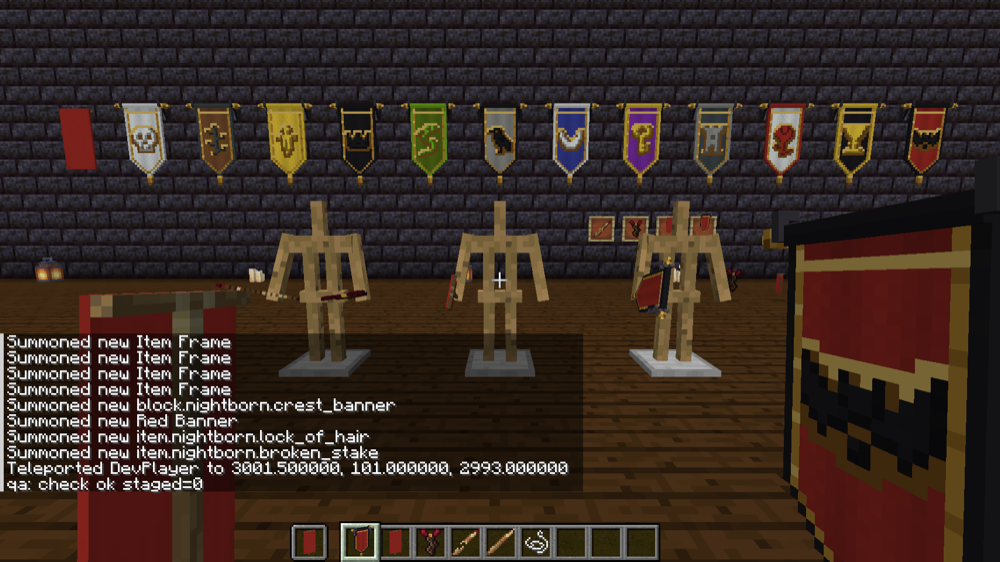 Summoned new Item Frame
Summoned new Item Frame
Summoned new Item Frame
Summoned new Item Frame
Summoned new block.nightborn.crest_banner
Summoned new Red Banner
Summoned new item.nightborn.lock_of_hair
Summoned new item.nightborn.broken_stake
Teleported DevPlayer to 3001.500000, 101.000000, 2993.000000
qa: check ok staged=0